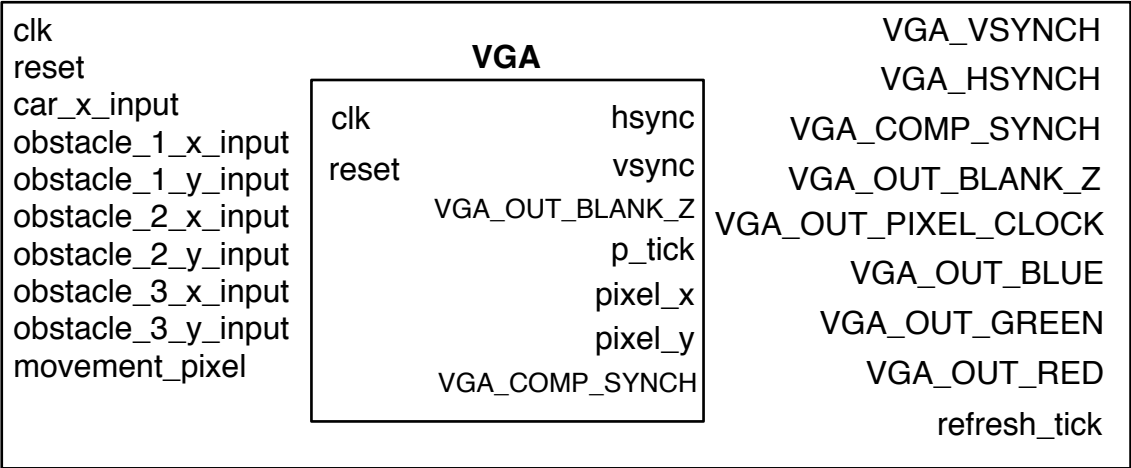 clk
reset
car_x_input
obstacle_1_x_input
obstacle_1_y_input
obstacle_2_x_input
obstacle_2_y_input
obstacle_3_x_input
obstacle_3_y_input
movement_pixel
VGA
clk
reset
hsync
vsync
VGA_OUT_BLANK_Z
p_tick
pixel_x
pixel_y
VGA_COMP_SYNCH
VGA_VSYNCH
VGA_HSYNCH
VGA_COMP_SYNCH
VGA_OUT_BLANK_Z
VGA_OUT_PIXEL_CLOCK
VGA_OUT_BLUE
VGA_OUT_GREEN
VGA_OUT_RED
refresh_tick